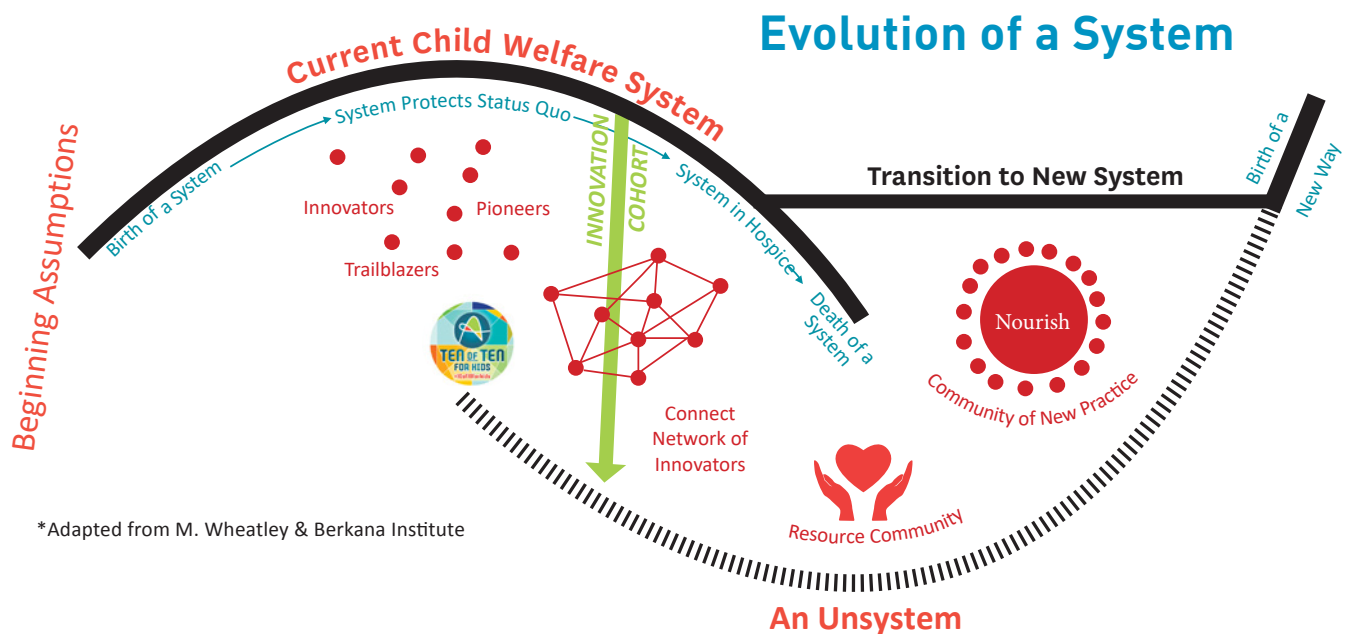 Evolution of a System
Current Child Welfare System
Beginning Assumptions
Birth of a System
System Protects Status Quo
System in Hospice
Death of a
System
INNOVATION
COHORT
Innovators
Pioneers
Trailblazers
TEN OF TEN
FOR KIDS
Connect
Network of
Innovators
Transition to New System
Birth of a
New Way
Nourish
Community of New Practice
Resource Community
*Adapted from M. Wheatley & Berkana Institute
An Unsystem